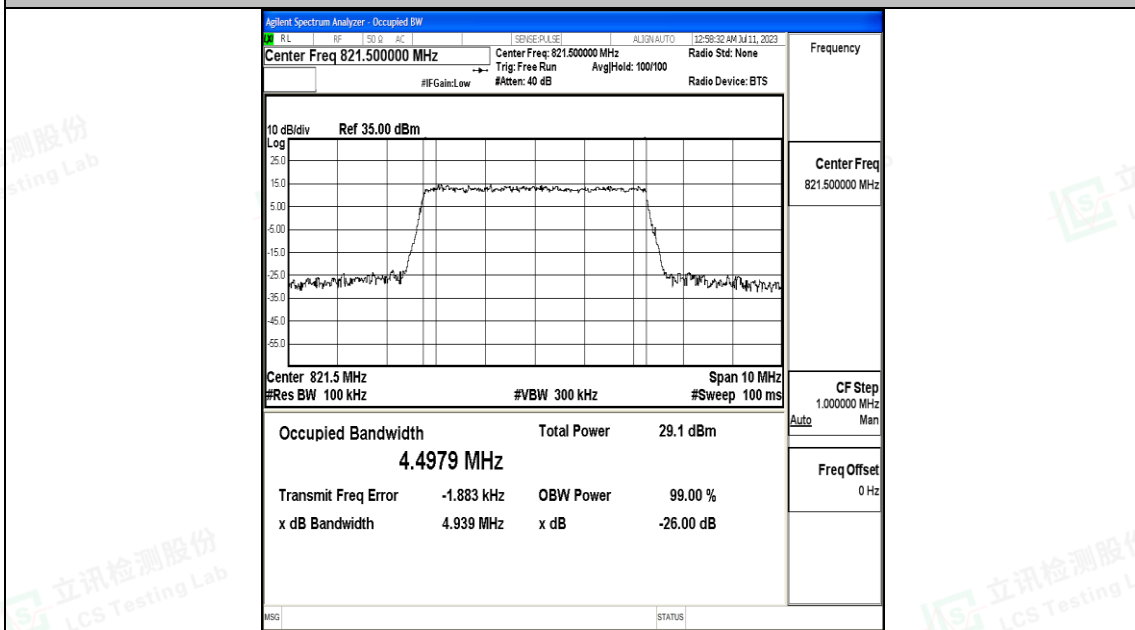 Agilent Spectrum Analyzer - Occupied BW
RL RF 50 Ω AC SENSE:PULSE ALIGN AUTO 12:58:32 AM Jul 11, 2023
Center Freq 821.500000 MHz
Center Freq: 821.500000 MHz Radio Std: None
Trig: Free Run Avg|Hold: 100/100
#IFGain:Low #Atten: 40 dB Radio Device: BTS
10 dB/div Ref 35.00 dBm
Log
25.0
15.0
5.00
-5.00
-15.0
-25.0
-35.0
-45.0
-55.0
Center 821.5 MHz Span 10 MHz
#Res BW 100 kHz #VBW 300 kHz #Sweep 100 ms
Occupied Bandwidth Total Power 29.1 dBm
4.4979 MHz
Transmit Freq Error -1.883 kHz OBW Power 99.00 %
x dB Bandwidth 4.939 MHz x dB -26.00 dB
MSG STATUS
Frequency
Center Freq
821.500000 MHz
CF Step
1.000000 MHz
Auto Man
Freq Offset
0 Hz
测股份
sting Lab
立讯检测股份
LCS Testing Lab
立讯检测股份
LCS Testing L